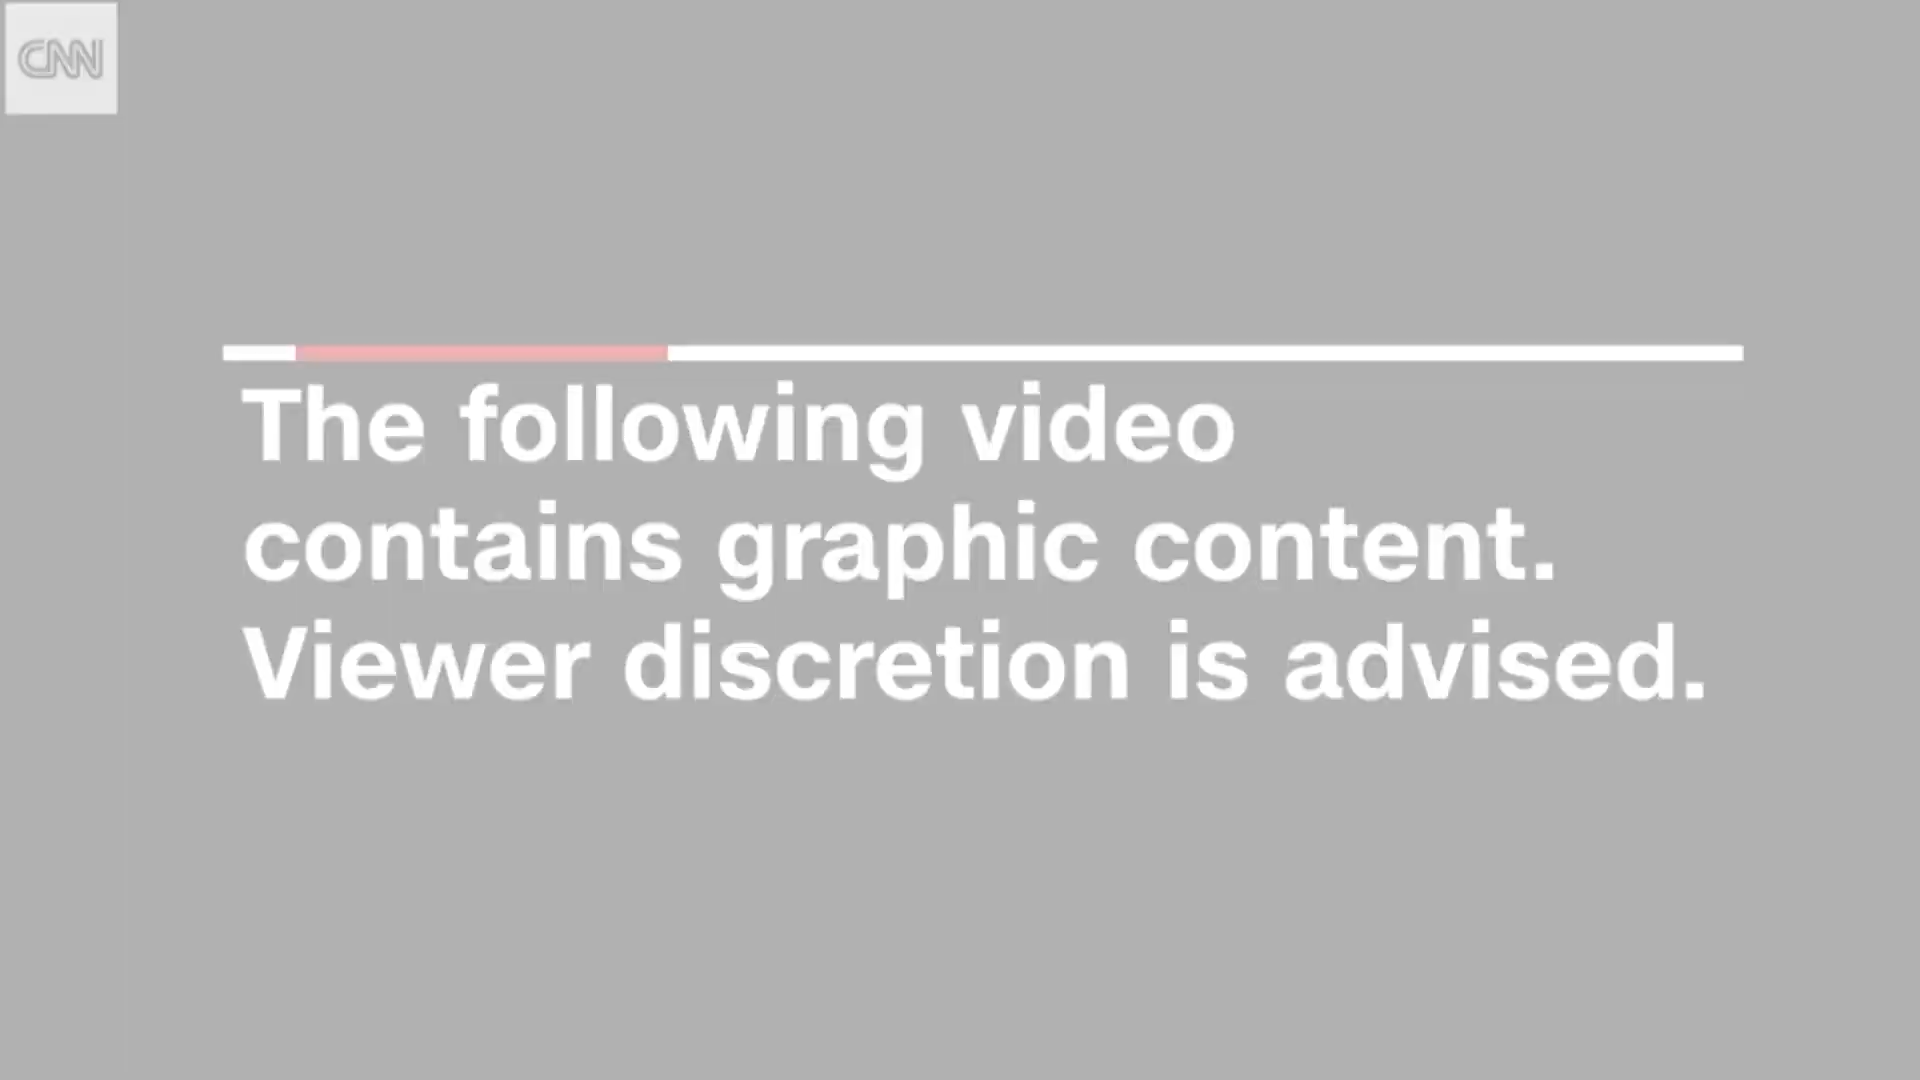 CNN
The following video
contains graphic content.
Viewer discretion is advised.